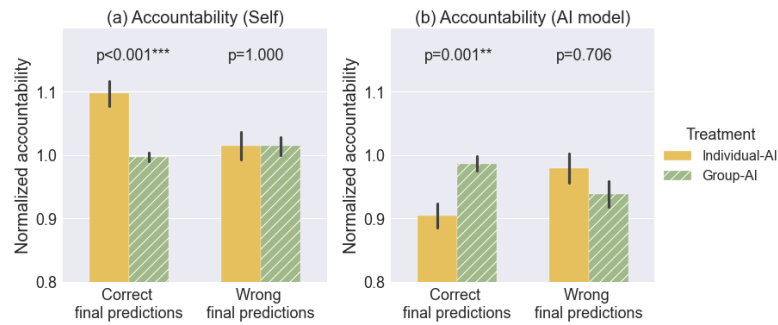 (a) Accountability (Self)
p<0.001***
p=1.000
Normalized accountability
1.1
1.0
0.9
0.8
Correct
final predictions
Wrong
final predictions
(b) Accountability (AI model)
p=0.001**
p=0.706
Normalized accountability
1.1
1.0
0.9
0.8
Correct
final predictions
Wrong
final predictions
Treatment
Individual-AI
Group-AI